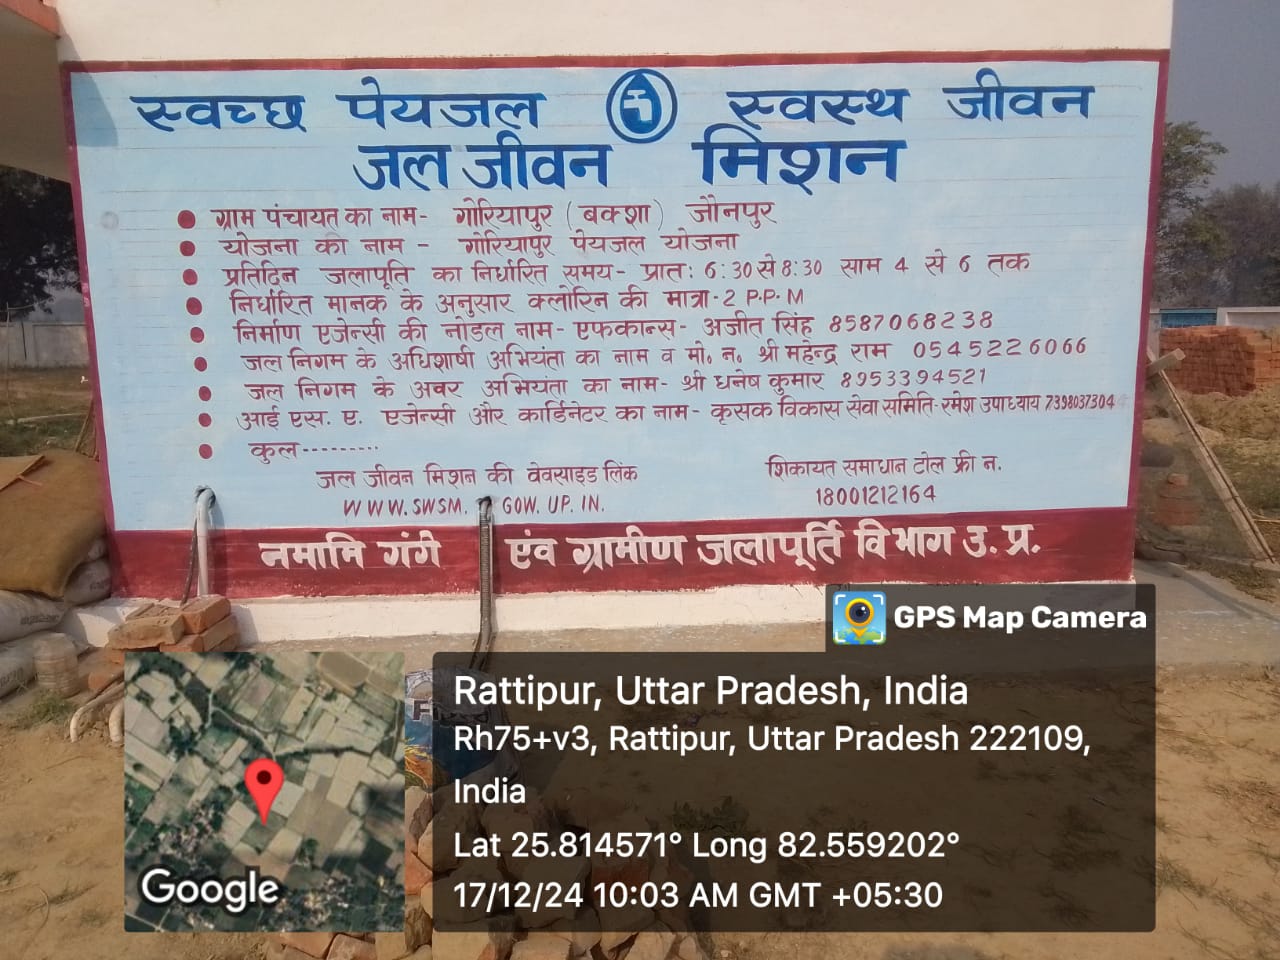 स्वच्छ पेयजल स्वस्थ जीवन
जल जीवन मिशन
ग्राम पंचायत का नाम- गोरियापुर (बक्शा) जौनपुर
योजना की नाम - गोरियापुर पेयजल योजना
प्रतिदिन जलापूति का निर्धारित समय- प्रात: 6:30 से 8:30 साम 4 से 6 तक
निर्धारित मानक के अनुसार क्लोरिन की मात्रा-2 P.P.M
निर्माण एजेन्सी की नोडल नाम- एफकान्स- अजीत सिंह 8587068238
जल निगम के अधिशाषी अभियंता का नाम व मो. न. श्री महेन्द्र राम 0545226066
जल निगम के अवर अभियंता का नाम- श्री धनेष कुमार 8953394521
आई एस. ए. एजेन्सी और कार्डिनेटर का नाम- कृसक विकास सेवा समिति-रमेश उपाध्याय 7398037304
कुल---------
जल जीवन मिशन की वेवसाइड लिंक
WWW.SWSM. GOW. UP. IN.
शिकायत समाधान टोल फ्री न.
18001212164
नमामि गंगे एंव ग्रामीण जलापूर्ति विभाग उ. प्र.
GPS Map Camera
Rattipur, Uttar Pradesh, India
Rh75+v3, Rattipur, Uttar Pradesh 222109,
India
Lat 25.814571° Long 82.559202°
17/12/24 10:03 AM GMT +05:30
Google